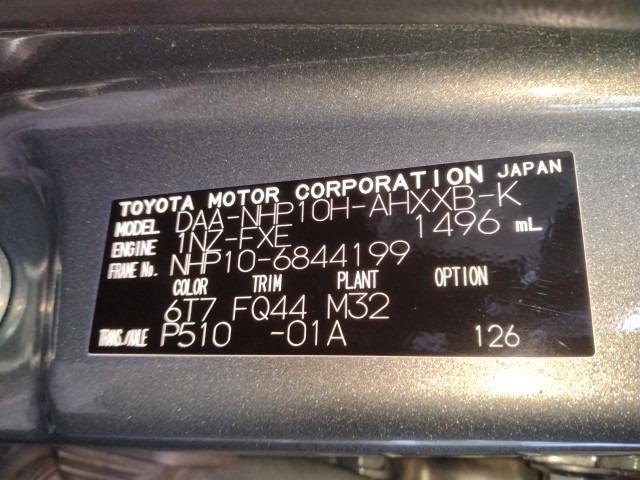 TOYOTA MOTOR CORPORATION JAPAN
MODEL DAA-NHP10H-AHXXB-K
ENGINE 1NZ-FXE 1496 mL
FRAME No. NHP10-6844199
COLOR TRIM PLANT OPTION
6T7 FQ44 M32
TRANS./AXLE P510 -01A 126